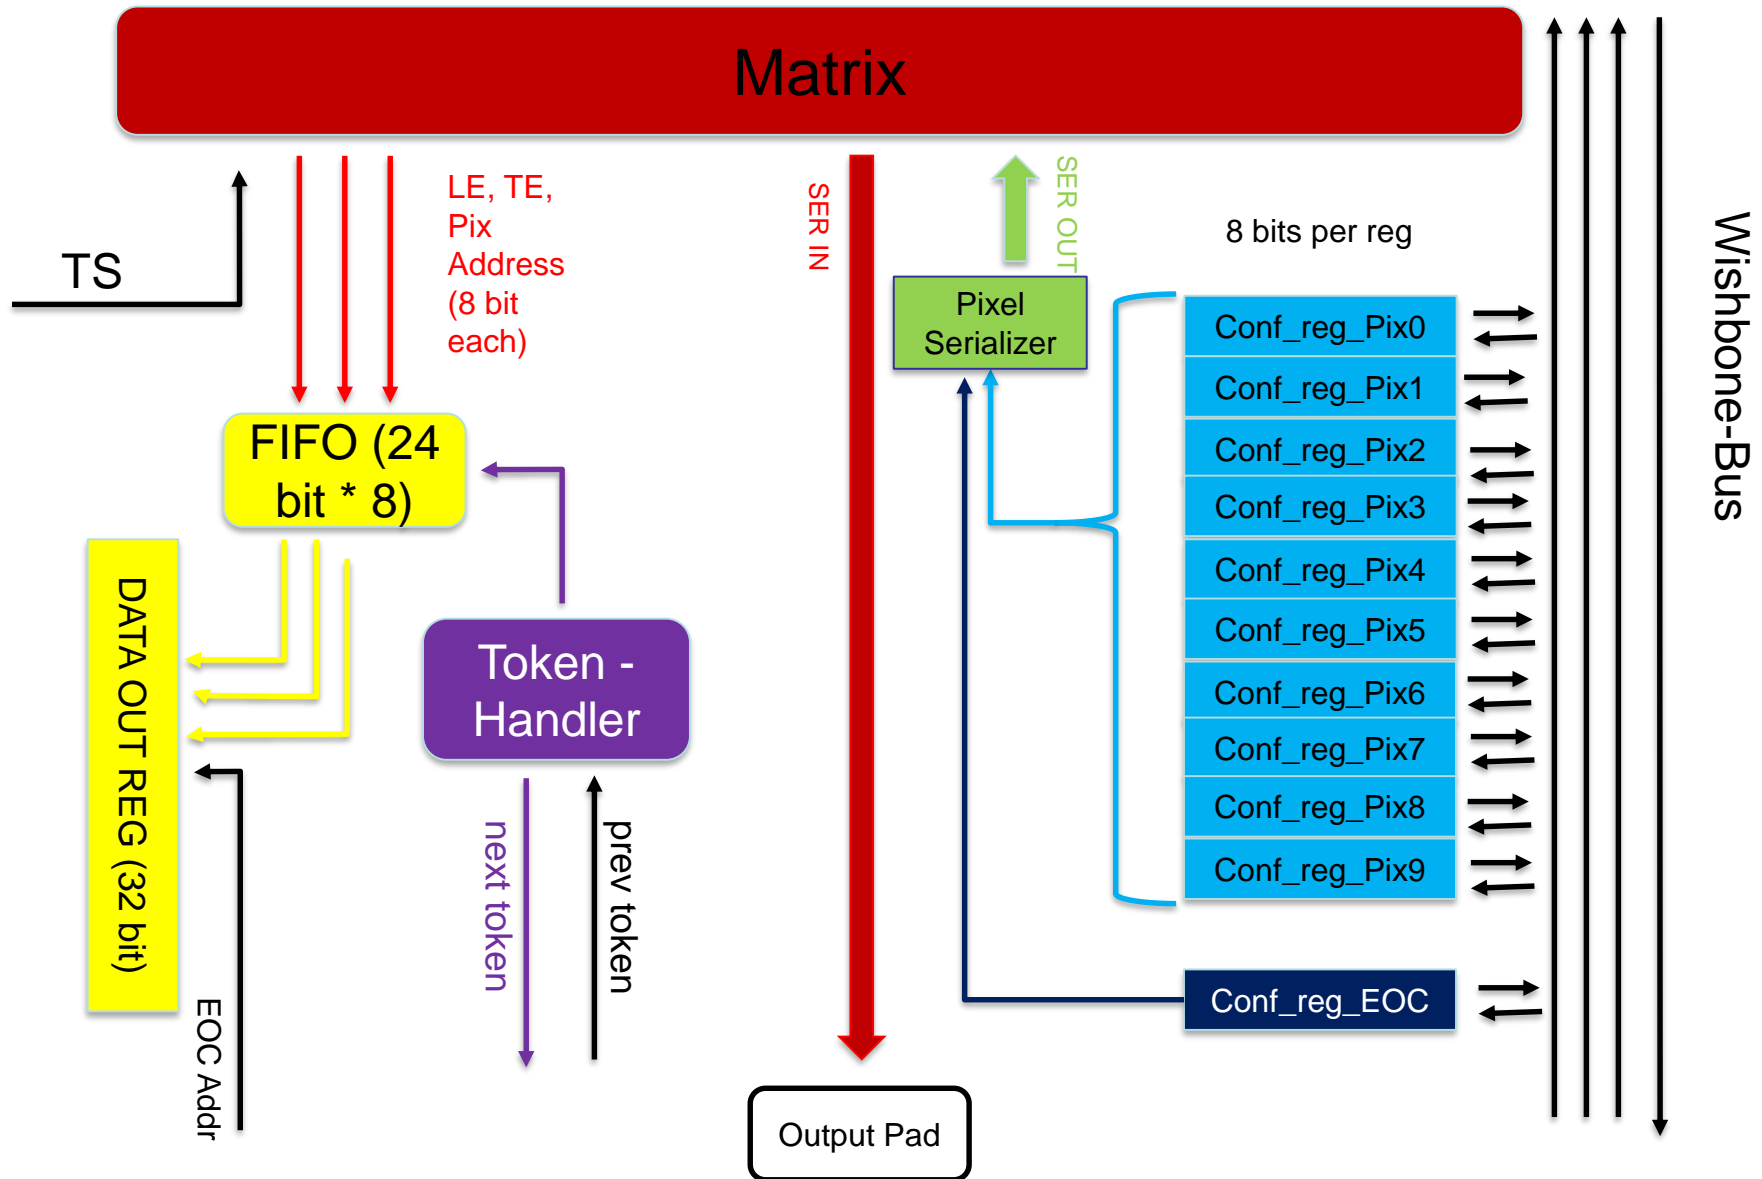 Matrix
TS
LE, TE,
Pix
Address
(8 bit
each)
SER IN
SER OUT
8 bits per reg
Wishbone-Bus
Pixel
Serializer
Conf_reg_Pix0
Conf_reg_Pix1
Conf_reg_Pix2
Conf_reg_Pix3
Conf_reg_Pix4
Conf_reg_Pix5
Conf_reg_Pix6
Conf_reg_Pix7
Conf_reg_Pix8
Conf_reg_Pix9
Conf_reg_EOC
FIFO (24
bit * 8)
DATA OUT REG (32 bit)
Token -
Handler
next token
prev token
EOC Addr
Output Pad